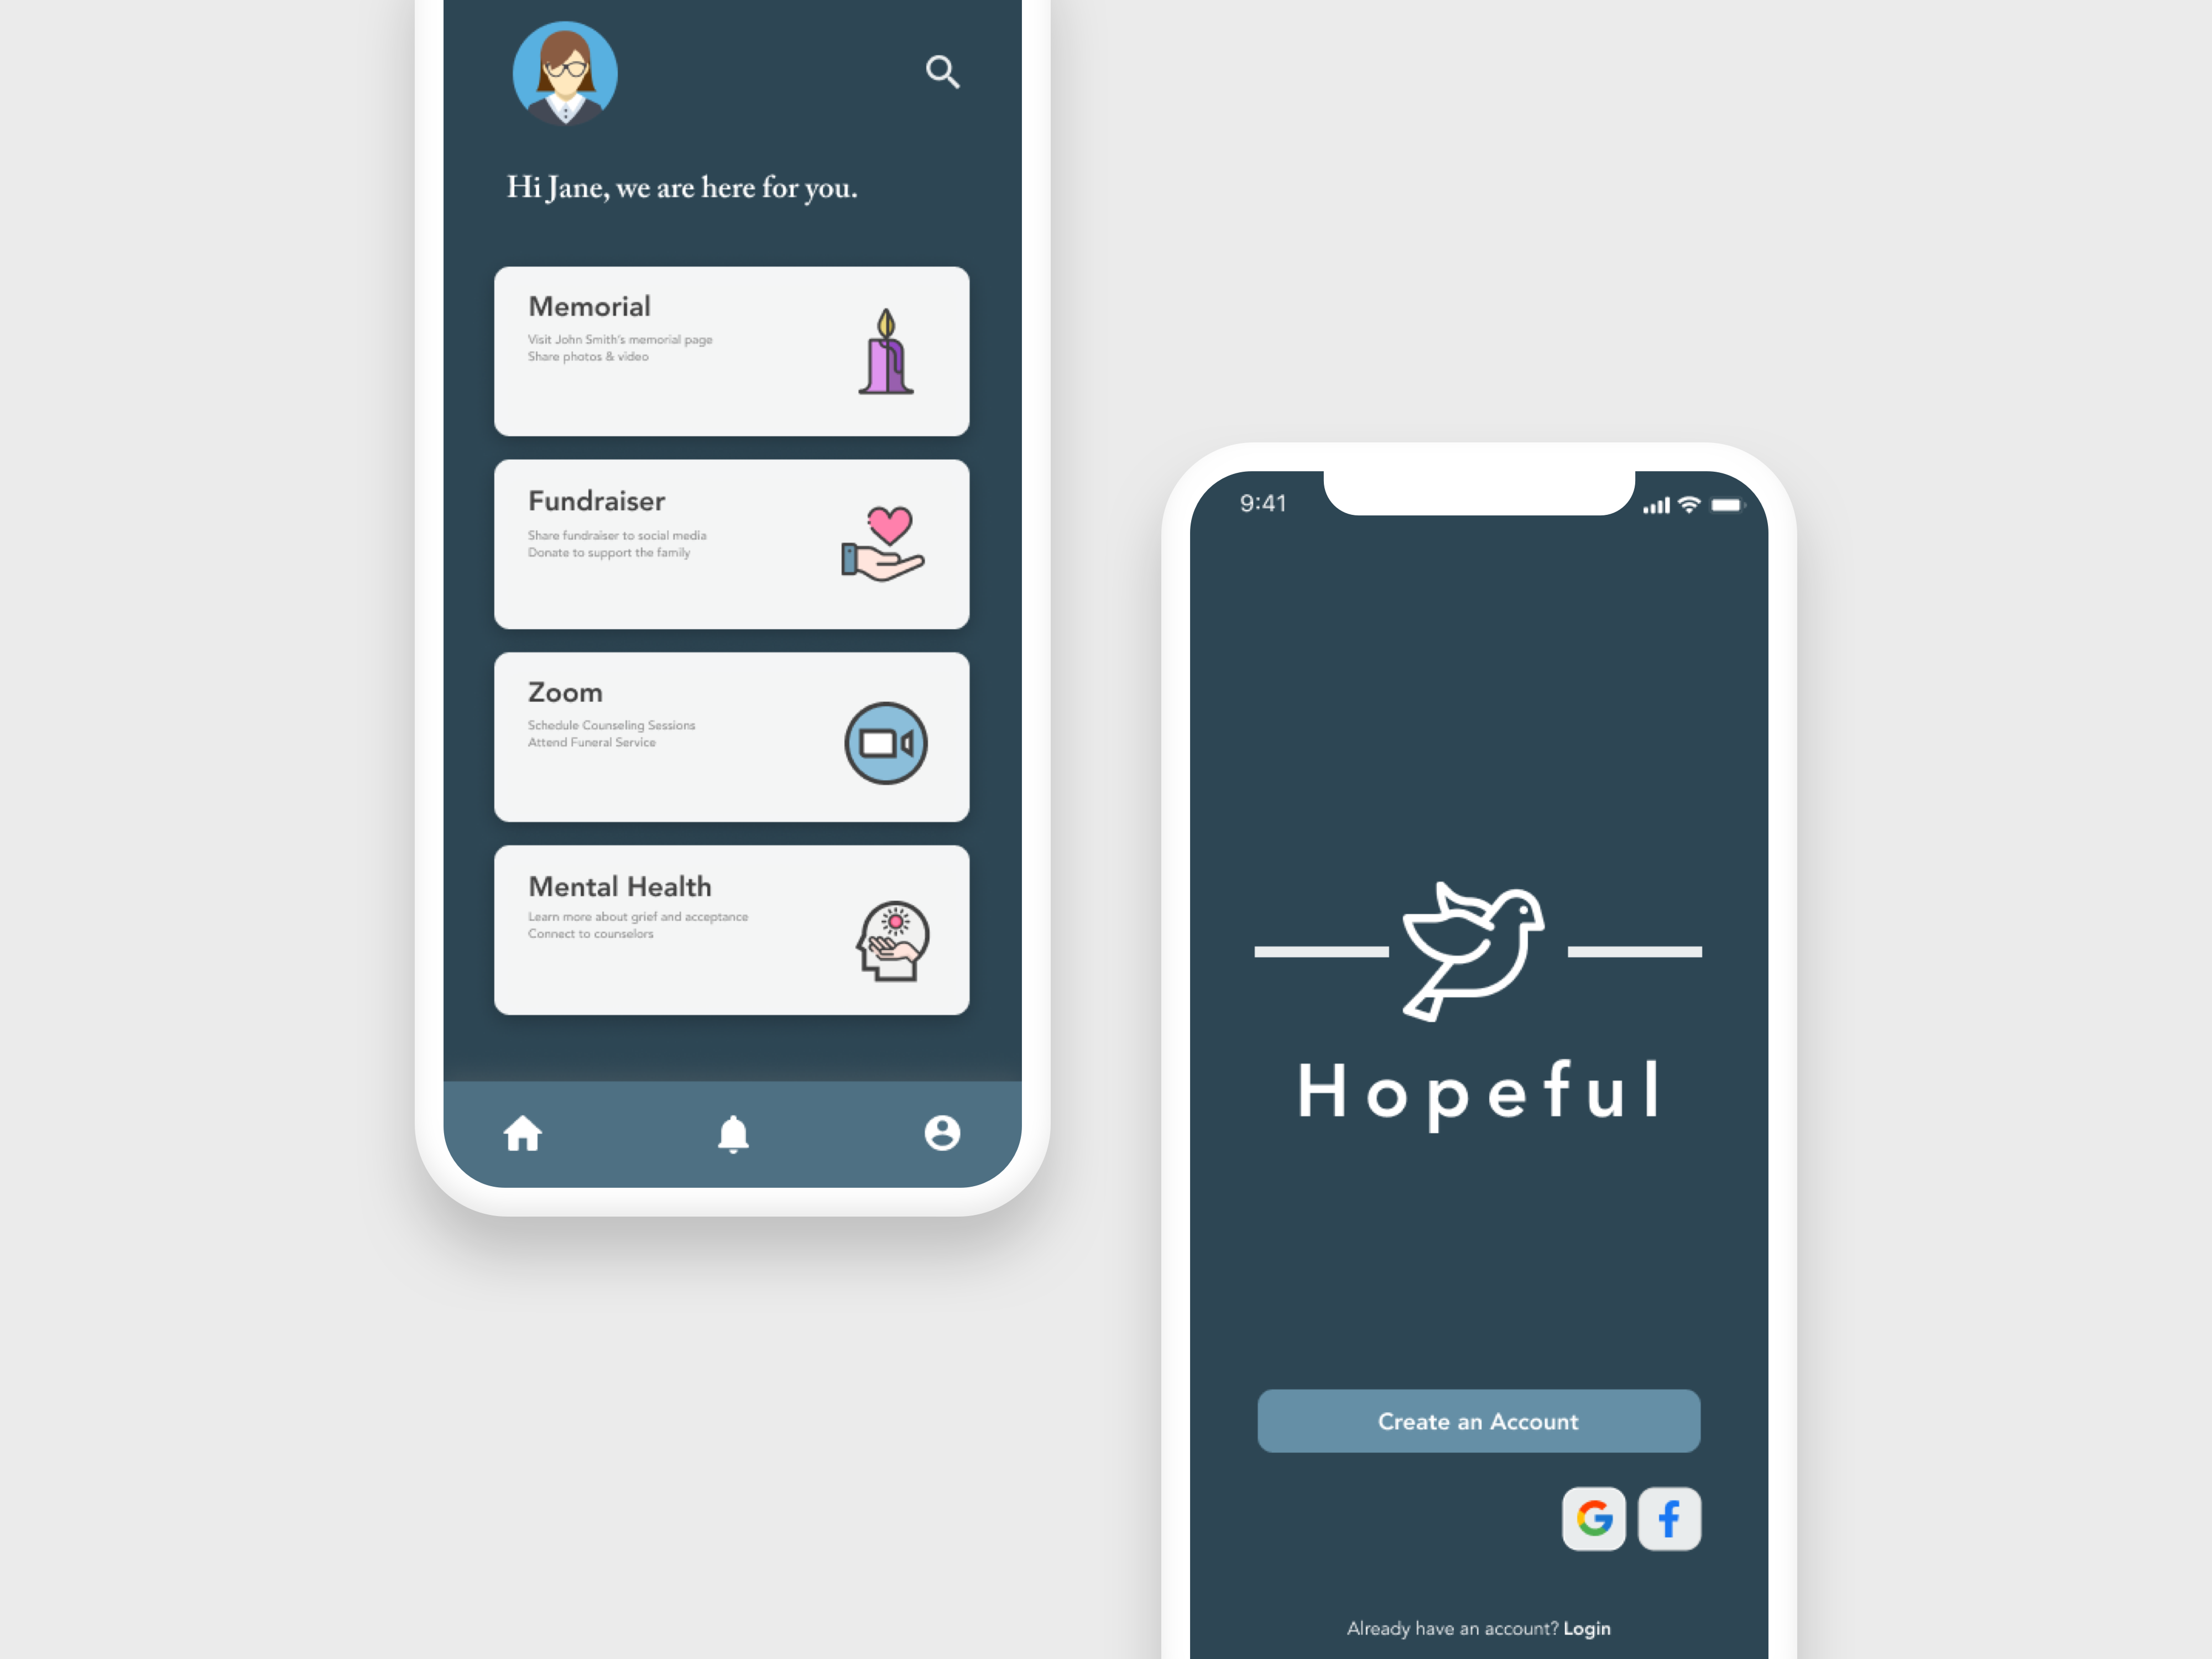 Hi Jane, we are here for you.
Memorial
Visit John Smith's memorial page
Share photos & video
Fundraiser
Share fundraiser to social media
Donate to support the family
Zoom
Schedule Counseling Sessions
Attend Funeral Service
Mental Health
Learn more about grief and acceptance
Connect to counselors
9:41
Hopeful
Create an Account
G f
Already have an account? Login